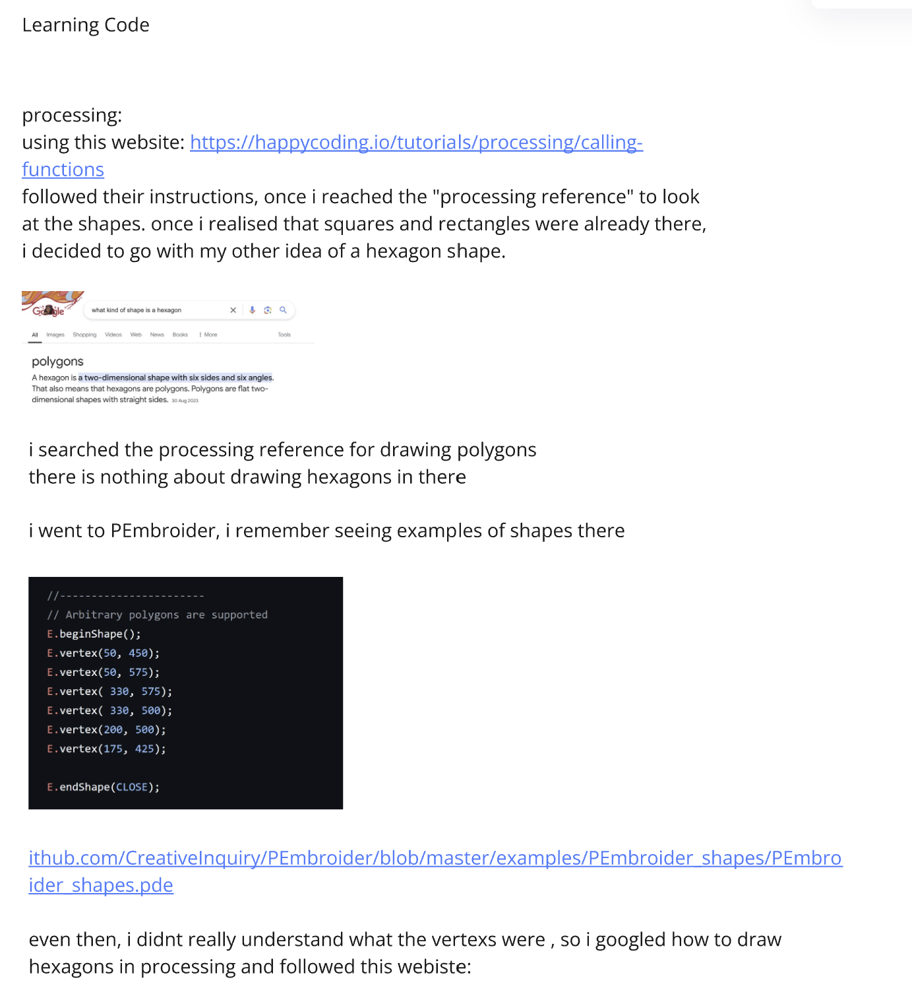 Learning Code
processing:
using this website: https://happycoding.io/tutorials/processing/calling-
functions
followed their instructions, once i reached the "processing reference" to look
at the shapes. once i realised that squares and rectangles were already there,
i decided to go with my other idea of a hexagon shape.
Google
what kind of shape is a hexagon
All Images Shopping Videos Web News Books More Tools
polygons
A hexagon is a two-dimensional shape with six sides and six angles.
That also means that hexagons are polygons. Polygons are flat two-
dimensional shapes with straight sides. 30 Aug 2023
i searched the processing reference for drawing polygons
there is nothing about drawing hexagons in there
i went to PEmbroider, i remember seeing examples of shapes there
//-----------------------
// Arbitrary polygons are supported
E.beginShape();
E.vertex(50, 450);
E.vertex(50, 575);
E.vertex( 330, 575);
E.vertex( 330, 500);
E.vertex(200, 500);
E.vertex(175, 425);
E.endShape(CLOSE);
ithub.com/CreativeInquiry/PEmbroider/blob/master/examples/PEmbroider_shapes/PEmbro
ider_shapes.pde
even then, i didnt really understand what the vertexs were , so i googled how to draw
hexagons in processing and followed this webiste: